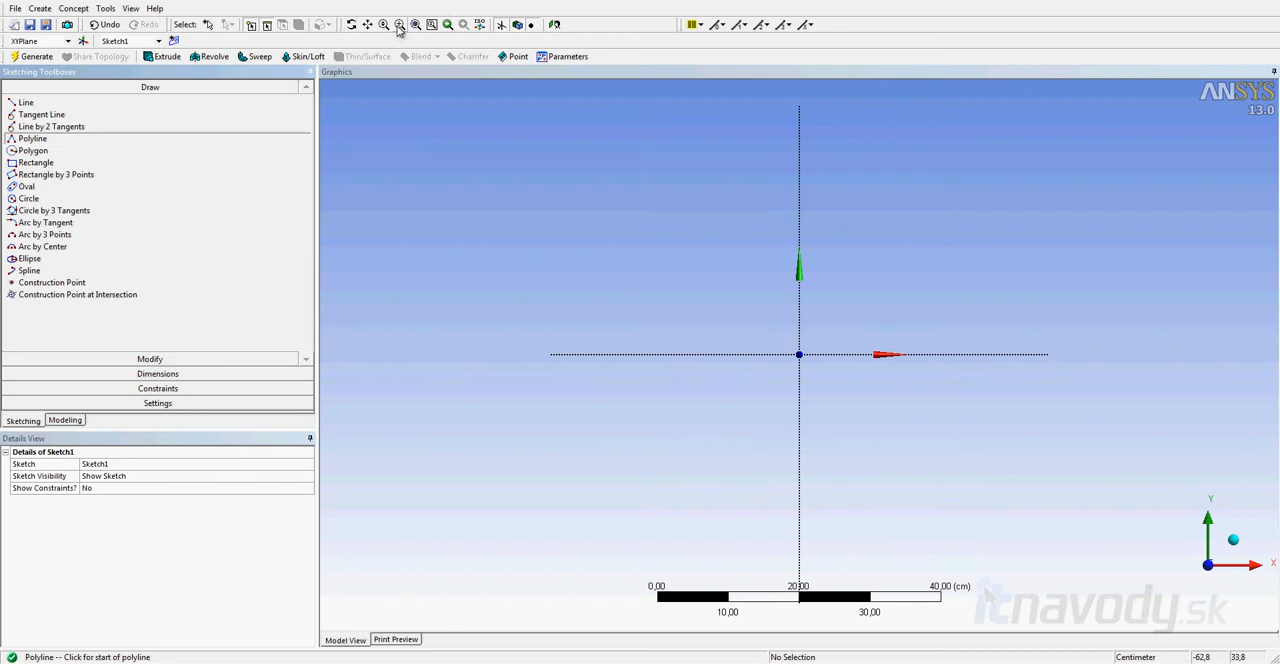 File Create Concept Tools View Help
Undo Redo Select: ISO
XYPlane Sketch1
Generate Share Topology Extrude Revolve Sweep Skin/Loft Thin/Surface Blend Chamfer Point Parameters
Sketching Toolboxes
Draw
Line
Tangent Line
Line by 2 Tangents
Polyline
Polygon
Rectangle
Rectangle by 3 Points
Oval
Circle
Circle by 3 Tangents
Arc by Tangent
Arc by 3 Points
Arc by Center
Ellipse
Spline
Construction Point
Construction Point at Intersection
Modify
Dimensions
Constraints
Settings
Sketching Modeling
Details View
Details of Sketch1
Sketch Sketch1
Sketch Visibility Show Sketch
Show Constraints? No
Graphics
ANSYS
13.0
Y
X
0,00 20,00 40,00 (cm)
10,00 30,00
itnavody.sk
Model View Print Preview
Polyline -- Click for start of polyline No Selection Centimeter -62,8 33,8